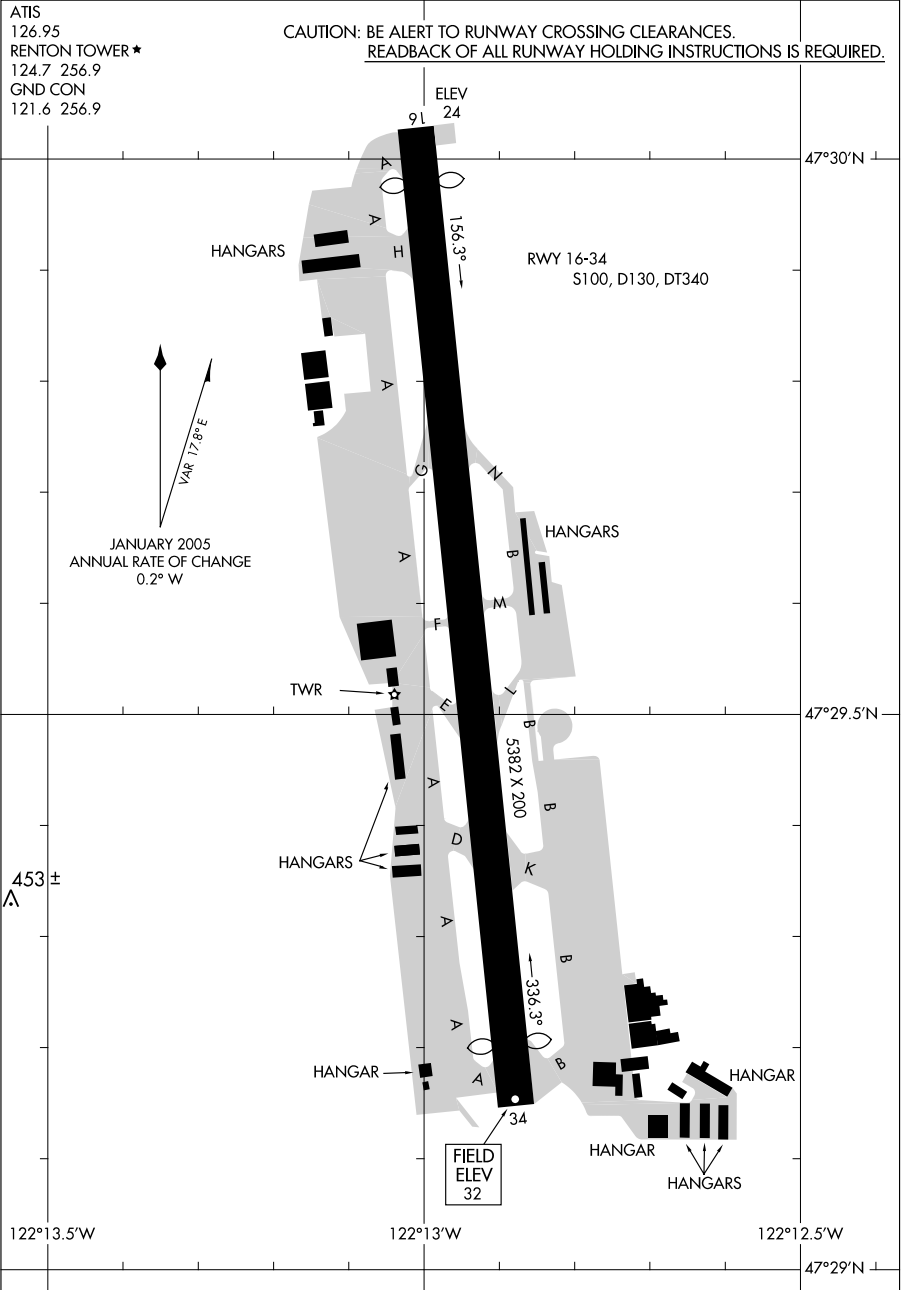 ATIS
126.95
RENTON TOWER★
124.7 256.9
GND CON
121.6 256.9
CAUTION: BE ALERT TO RUNWAY CROSSING CLEARANCES.
READBACK OF ALL RUNWAY HOLDING INSTRUCTIONS IS REQUIRED.
ELEV
24
16
47°30'N
A
A
HANGARS
H
156.3°
RWY 16-34
S100, D130, DT340
A
VAR 17.8° E
G
N
JANUARY 2005
ANNUAL RATE OF CHANGE
0.2° W
A
B
HANGARS
F
M
TWR
E
L
B
47°29.5'N
5382 X 200
A
B
D
K
HANGARS
453 ±
A
B
336.3°
A
B
HANGAR
A
HANGAR
34
FIELD
ELEV
32
HANGAR
HANGARS
122°13.5'W
122°13'W
122°12.5'W
47°29'N